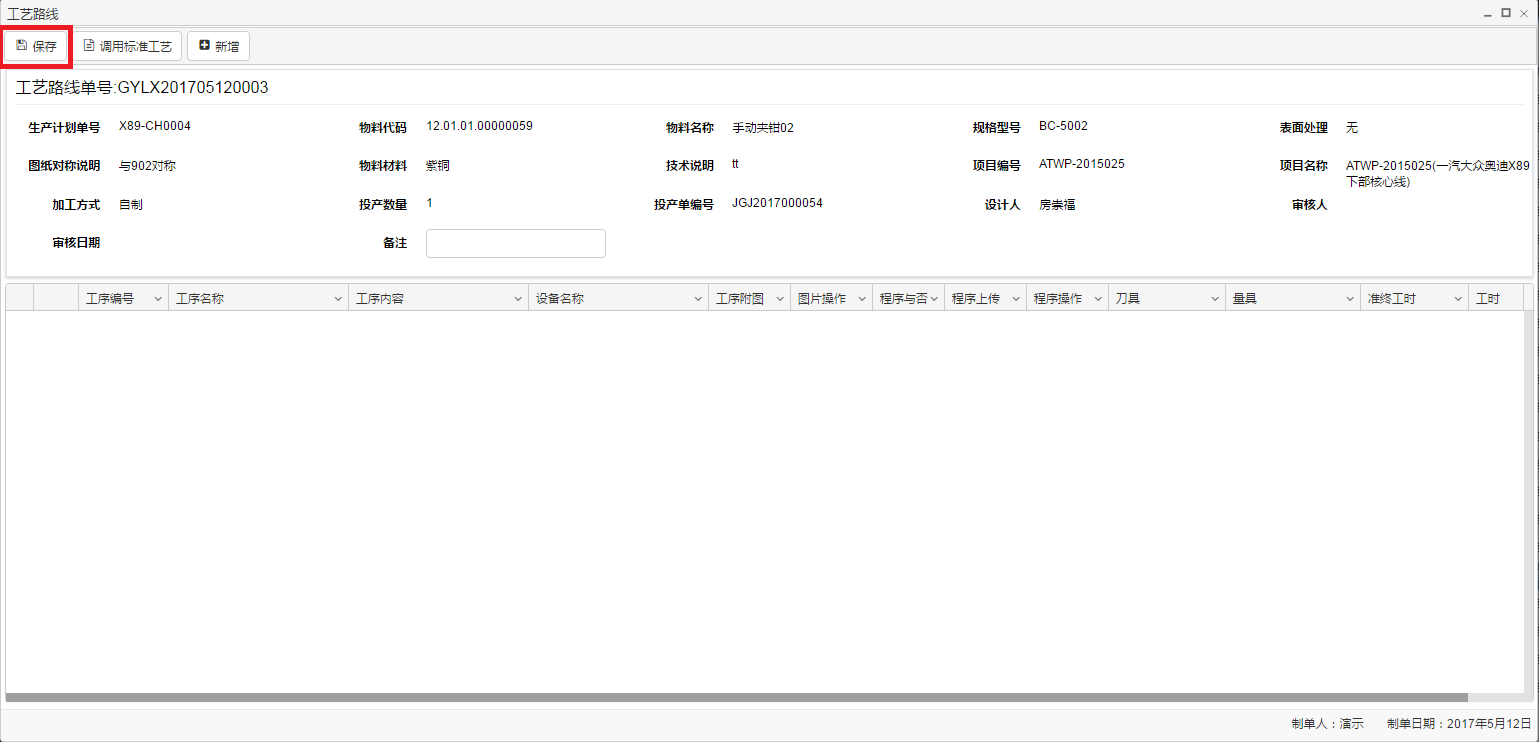 工艺路线
保存 调用标准工艺 新增
工艺路线单号:GYLX201705120003
生产计划单号 X89-CH0004 物料代码 12.01.01.00000059 物料名称 手动夹钳02 规格型号 BC-5002 表面处理 无
图纸对称说明 与902对称 物料材料 紫铜 技术说明 tt 项目编号 ATWP-2015025 项目名称 ATWP-2015025(一汽大众奥迪X89
下部核心线)
加工方式 自制 投产数量 1 投产单编号 JGJ2017000054 设计人 房崇福 审核人
审核日期 备注
工序编号 工序名称 工序内容 设备名称 工序附图 图片操作 程序与否 程序上传 程序操作 刀具 量具 准终工时 工时
制单人：演示 制单日期：2017年5月12日